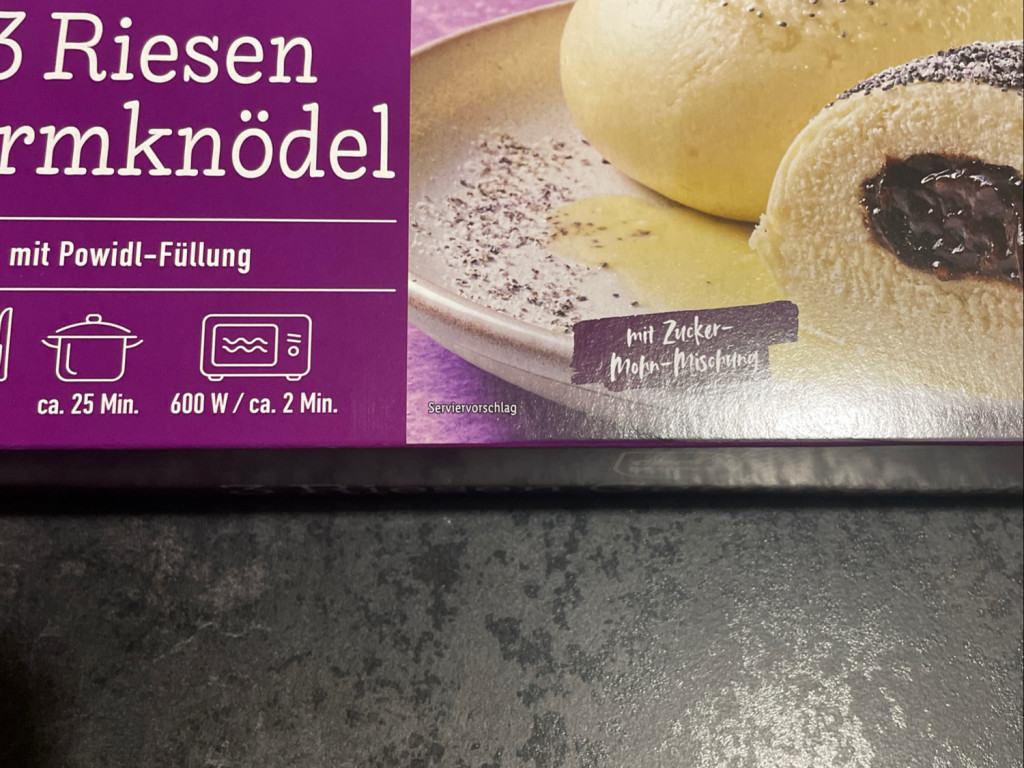 3 Riesen
rmknödel
mit Powidl-Füllung
ca. 25 Min.
600 W / ca. 2 Min.
mit Zucker-
Mohn-Mischung
Serviervorschlag